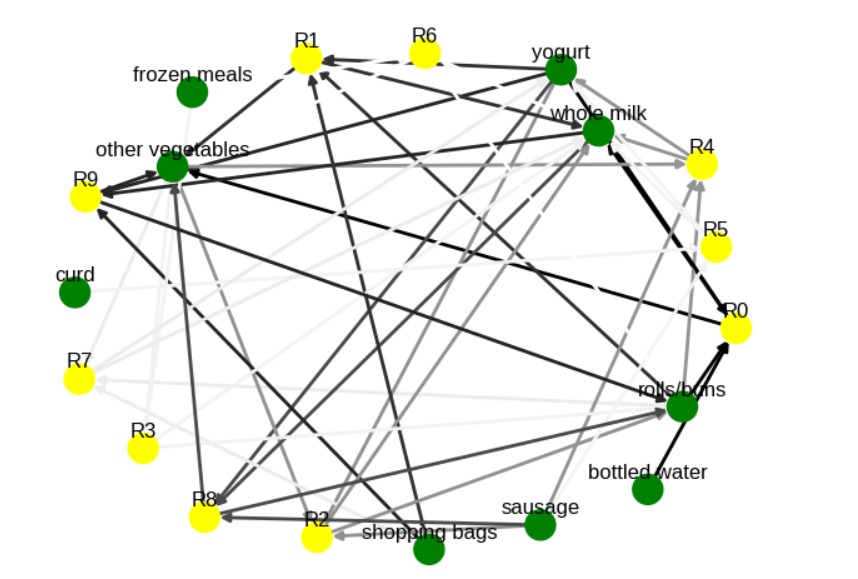 R6
R1
yogurt
frozen meals
whole milk
other vegetables
R4
R9
R5
curd
R0
R7
rolls/buns
R3
bottled water
R8
sausage
R2
shopping bags